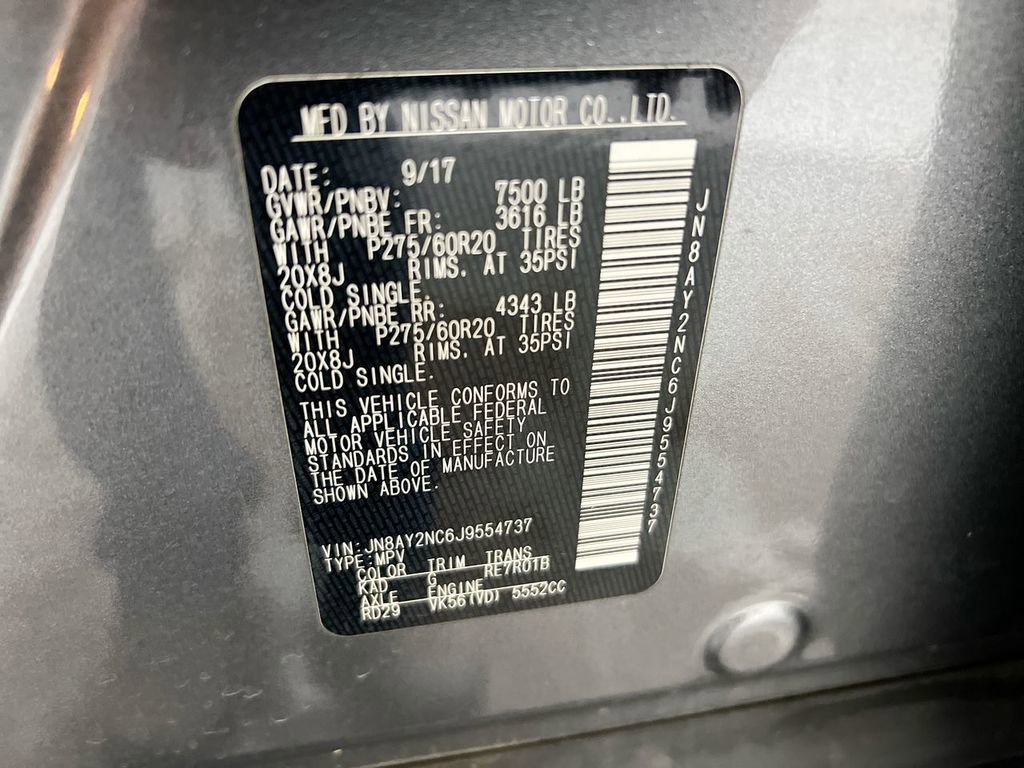 MFD BY NISSAN MOTOR CO.,LTD.
DATE: 9/17
GVWR/PNBV: 7500 LB
GAWR/PNBE FR: 3616 LB
WITH P275/60R20 TIRES
20X8J RIMS. AT 35PSI
COLD SINGLE.
GAWR/PNBE RR: 4343 LB
WITH P275/60R20 TIRES
20X8J RIMS. AT 35PSI
COLD SINGLE.
THIS VEHICLE CONFORMS TO
ALL APPLICABLE FEDERAL
MOTOR VEHICLE SAFETY
STANDARDS IN EFFECT ON
THE DATE OF MANUFACTURE
SHOWN ABOVE.
VIN:JN8AY2NC6J9554737
TYPE:MPV
COLOR TRIM TRANS
KAD G RE7R01B
AXLE ENGINE
RD29 VK56(VD) 5552CC
JN8AY2NC6J9554737